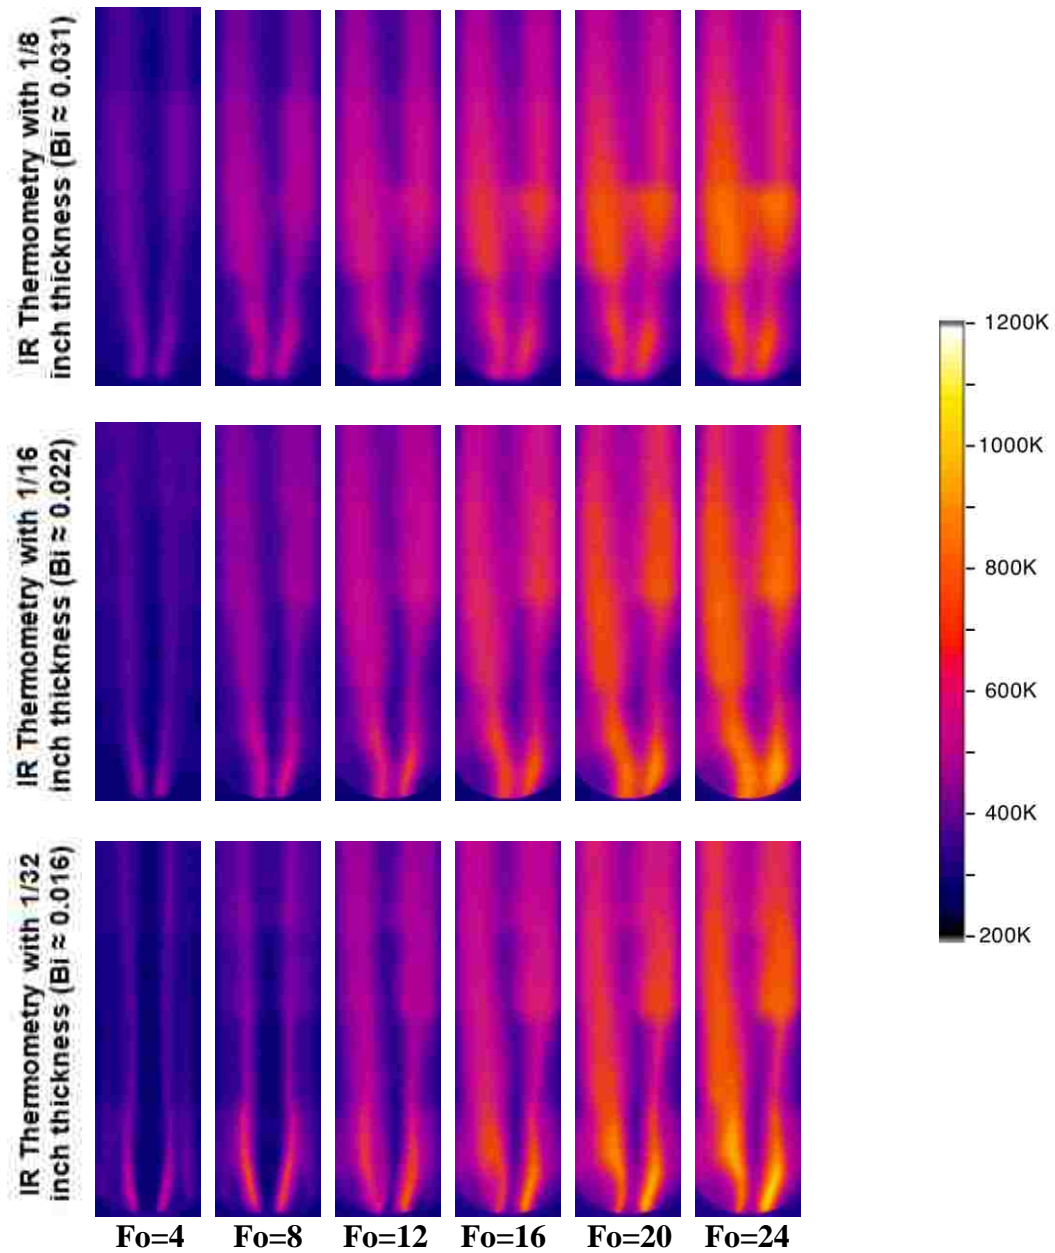 IR Thermometry with 1/8
inch thickness (Bi ≈ 0.031)
IR Thermometry with 1/16
inch thickness (Bi ≈ 0.022)
IR Thermometry with 1/32
inch thickness (Bi ≈ 0.016)
1200K
1000K
800K
600K
400K
200K
Fo=4 Fo=8 Fo=12 Fo=16 Fo=20 Fo=24